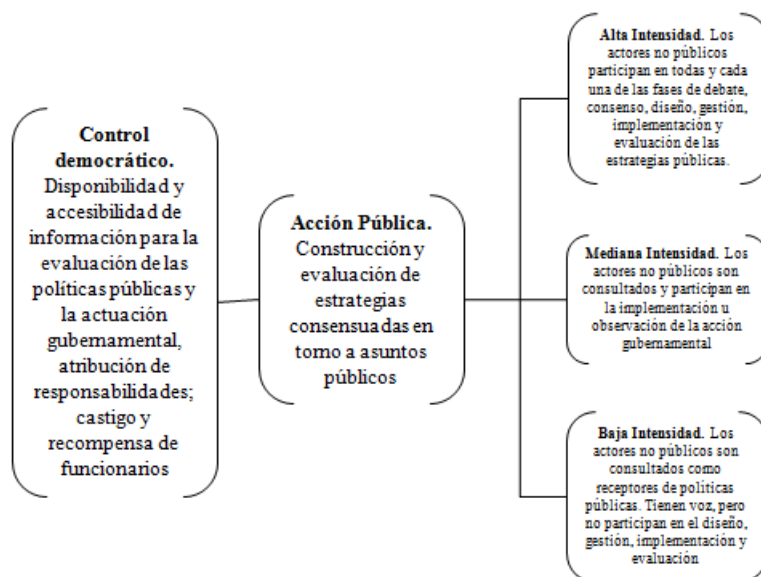 Control
democrático.
Disponibilidad y
accesibilidad de
información para la
evaluación de las
políticas públicas y
la actuación
gubernamental,
atribución de
responsabilidades;
castigo y
recompensa de
funcionarios
Acción Pública.
Construcción y
evaluación de
estrategias
consensuadas en
torno a asuntos
públicos
Alta Intensidad. Los
actores no públicos
participan en todas y cada
una de las fases de debate,
consenso, diseño, gestión,
implementación y
evaluación de las
estrategias públicas.
Mediana Intensidad. Los
actores no públicos son
consultados y participan en
la implementación u
observación de la acción
gubernamental
Baja Intensidad. Los
actores no públicos son
consultados como
receptores de políticas
públicas. Tienen voz, pero
no participan en el diseño,
gestión, implementación y
evaluación